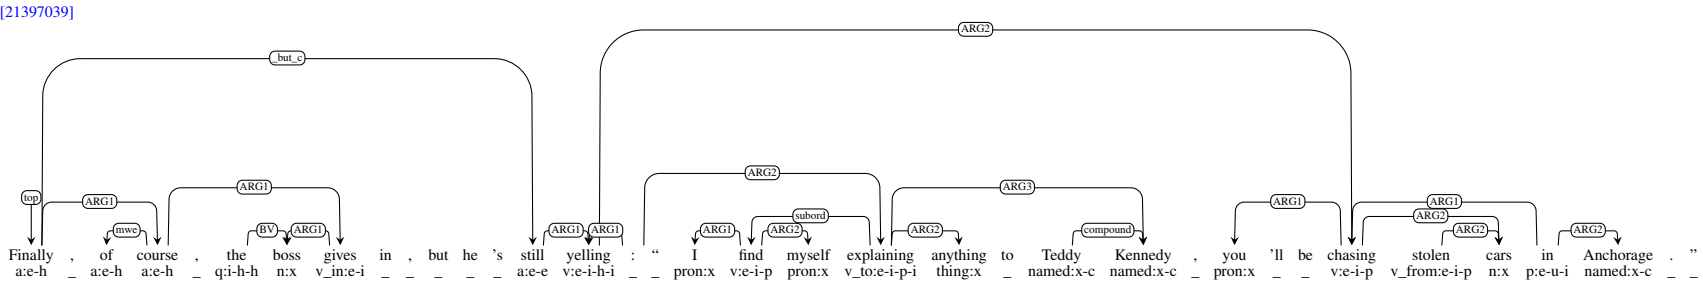 [21397039]
ARG2
_but_c
ARG2
top ARG1 ARG1 ARG3 ARG1 ARG1
mwe BV ARG1 ARG1 ARG1 ARG1 subord ARG2 ARG2 compound ARG2 ARG2 ARG2
Finally , of course , the boss gives in , but he 's still yelling : “ I find myself explaining anything to Teddy Kennedy , you 'll be chasing stolen cars in Anchorage . ”
a:e-h _ a:e-h a:e-h _ q:i-h-h n:x v_in:e-i _ _ _ _ _ a:e-e v:e-i-h-i _ _ pron:x v:e-i-p pron:x v_to:e-i-p-i thing:x _ named:x-c named:x-c _ pron:x _ _ v:e-i-p v_from:e-i-p n:x p:e-u-i named:x-c _ _